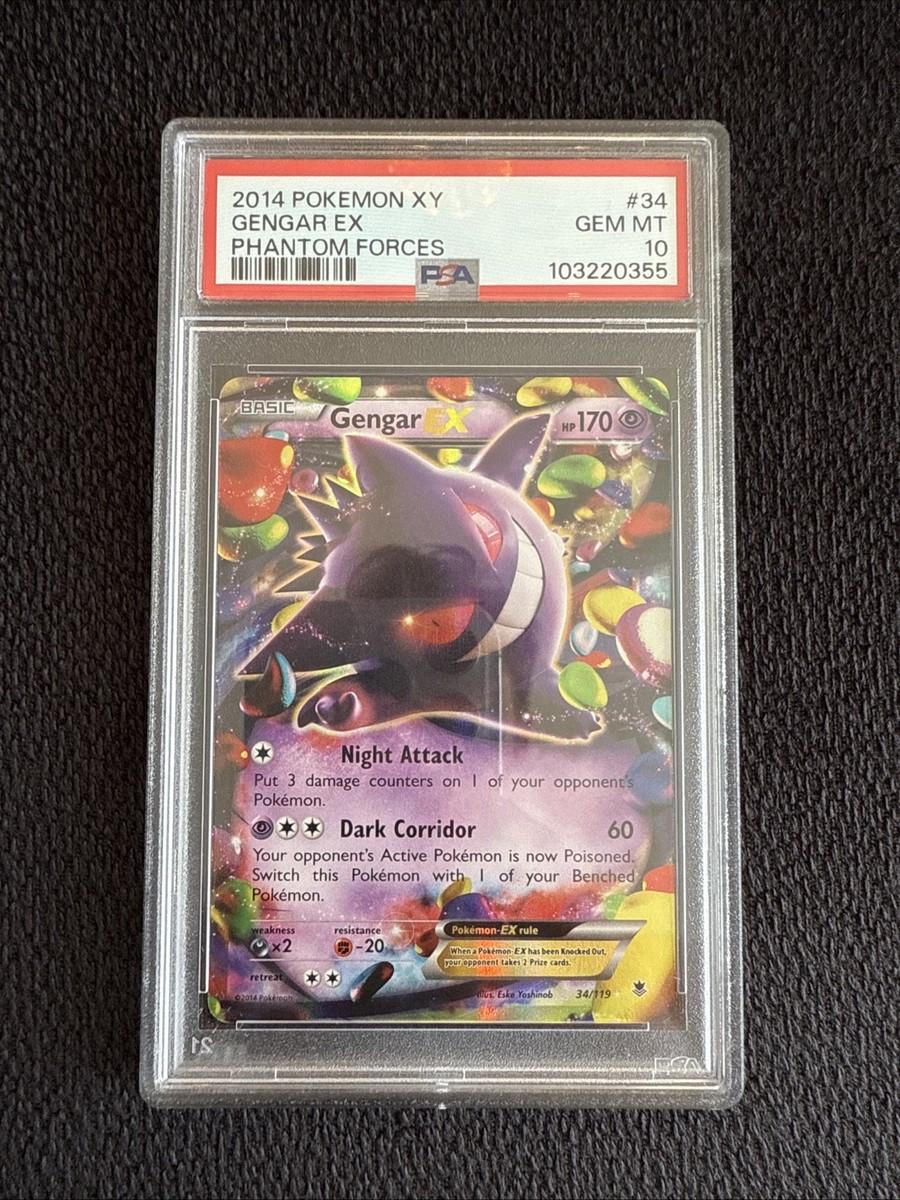 2014 POKEMON XY #34
GENGAR EX GEM MT
PHANTOM FORCES 10
PSA 103220355
BASIC Gengar EX HP170
Night Attack
Put 3 damage counters on 1 of your opponent's
Pokémon.
Dark Corridor 60
Your opponent's Active Pokémon is now Poisoned.
Switch this Pokémon with 1 of your Benched
Pokémon.
weakness resistance Pokémon-EX rule
×2 -20 When a Pokémon-EX has been Knocked Out,
your opponent takes 2 Prize cards.
retreat
©2014 Pokémon Illus. Eske Yoshinob 34/119
PSA